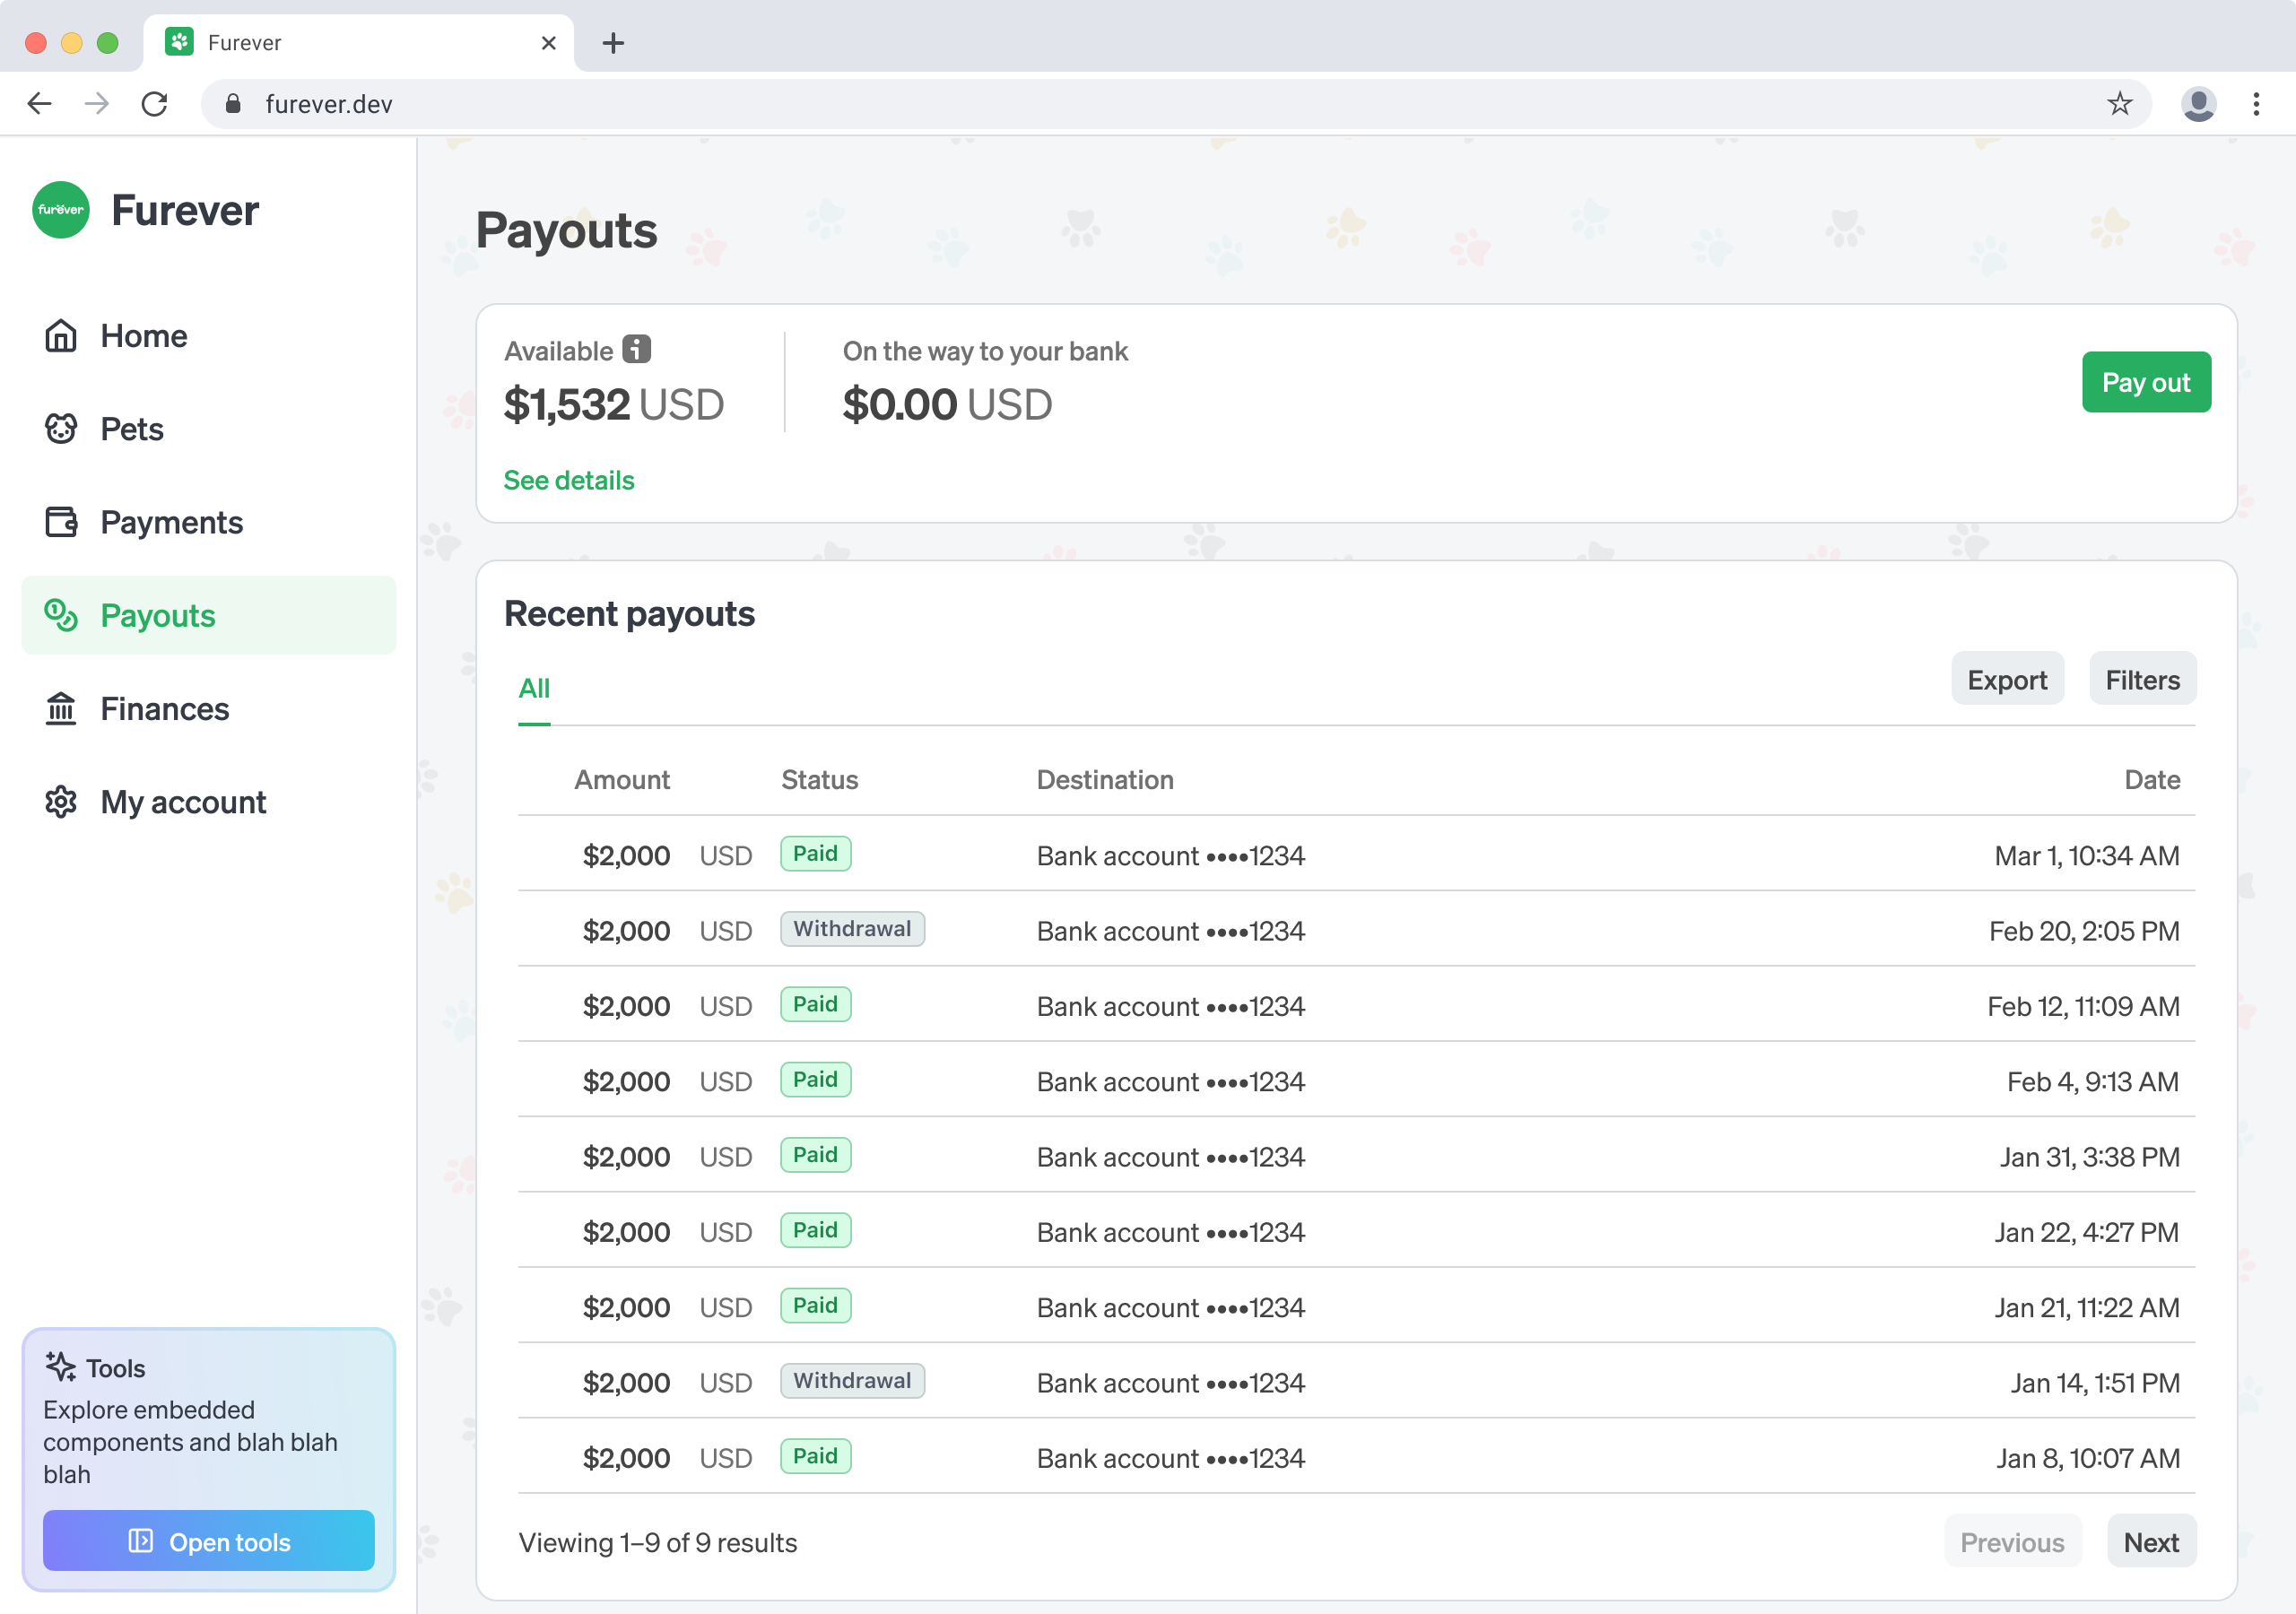 Furever
furever.dev
furever
Furever
Home
Pets
Payments
Payouts
Finances
My account
Tools
Explore embedded
components and blah blah
blah
Open tools
Payouts
Available
$1,532 USD
On the way to your bank
$0.00 USD
Pay out
See details
Recent payouts
All
Export
Filters
Amount Status Destination Date
$2,000 USD Paid Bank account ••••1234 Mar 1, 10:34 AM
$2,000 USD Withdrawal Bank account ••••1234 Feb 20, 2:05 PM
$2,000 USD Paid Bank account ••••1234 Feb 12, 11:09 AM
$2,000 USD Paid Bank account ••••1234 Feb 4, 9:13 AM
$2,000 USD Paid Bank account ••••1234 Jan 31, 3:38 PM
$2,000 USD Paid Bank account ••••1234 Jan 22, 4:27 PM
$2,000 USD Paid Bank account ••••1234 Jan 21, 11:22 AM
$2,000 USD Withdrawal Bank account ••••1234 Jan 14, 1:51 PM
$2,000 USD Paid Bank account ••••1234 Jan 8, 10:07 AM
Viewing 1–9 of 9 results
Previous
Next